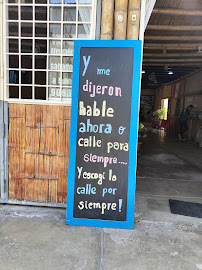 Y me
dijeron
hable
ahora o
calle para
siempre....
Y escogí la
calle por
siempre!